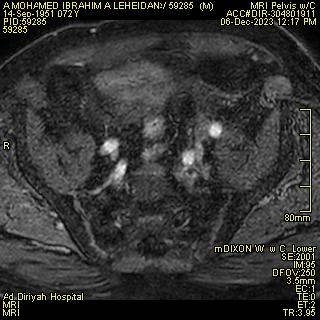 A MOHAMED IBRAHIM A LEHEIDAN:/ 59285 (M)
14-Sep-1951 072Y
PID:59285
59285
MRI Pelvis w/C
ACC#DIR-304801911
06-Dec-2023 12:17 PM
R
80mm
mDIXON W w C Lower
SE:2001
IM:95
DFOV:250
3.5mm
EC:1
TE:0
ET:2
TR:3.95
Ad Diriyah Hospital
MRI
MRI